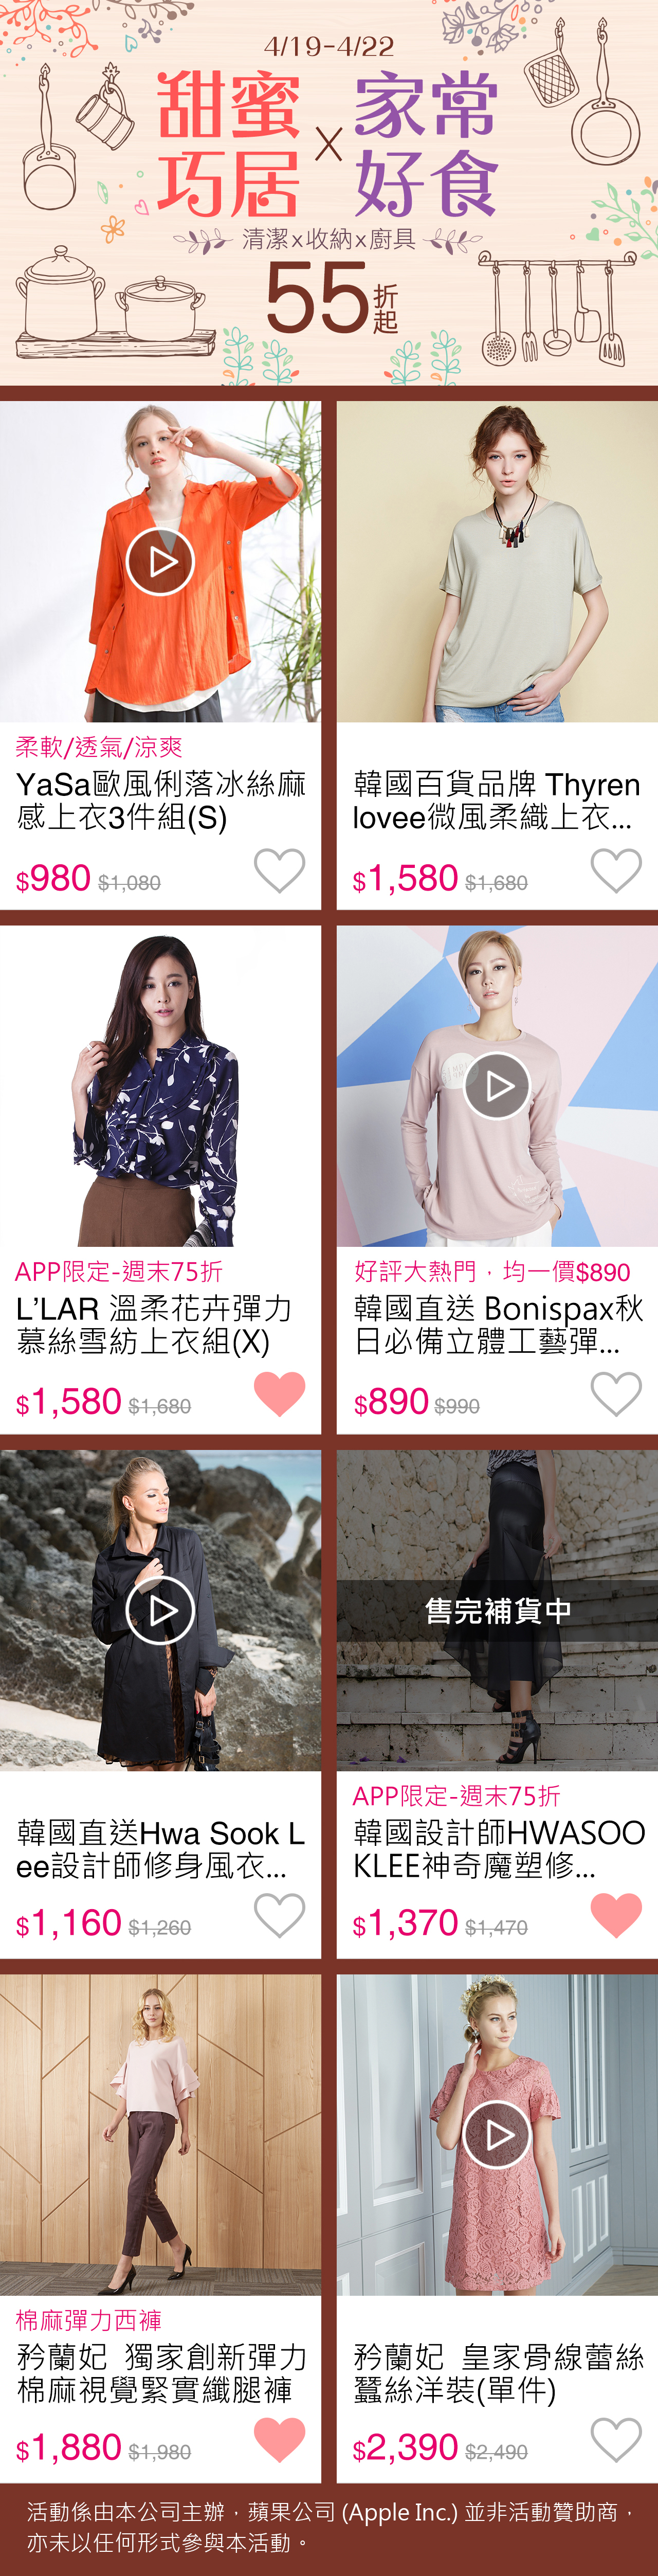 4/19-4/22
甜蜜巧居
x
家常好食
清潔x收納x廚具
55折起
柔軟/透氣/涼爽
YaSa歐風俐落冰絲麻
感上衣3件組(S)
$980 $1,080
韓國百貨品牌 Thyren
lovee微風柔織上衣...
$1,580 $1,680
APP限定-週末75折
L’LAR 溫柔花卉彈力
慕絲雪紡上衣組(X)
$1,580 $1,680
好評大熱門，均一價$890
韓國直送 Bonispax秋
日必備立體工藝彈...
$890 $990
韓國直送Hwa Sook L
ee設計師修身風衣...
$1,160 $1,260
售完補貨中
APP限定-週末75折
韓國設計師HWASOO
KLEE神奇魔塑修...
$1,370 $1,470
棉麻彈力西褲
矜蘭妃 獨家創新彈力
棉麻視覺緊實纖腿褲
$1,880 $1,980
矜蘭妃 皇家骨線蕾絲
蠶絲洋裝(單件)
$2,390 $2,490
活動係由本公司主辦，蘋果公司 (Apple Inc.) 並非活動贊助商，
亦未以任何形式參與本活動。